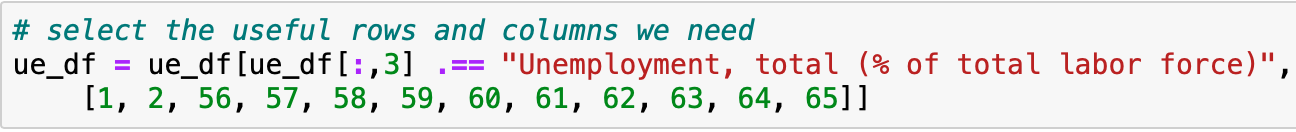 # select the useful rows and columns we need
ue_df = ue_df[ue_df[:,3] .== "Unemployment, total (% of total labor force)",
    [1, 2, 56, 57, 58, 59, 60, 61, 62, 63, 64, 65]]